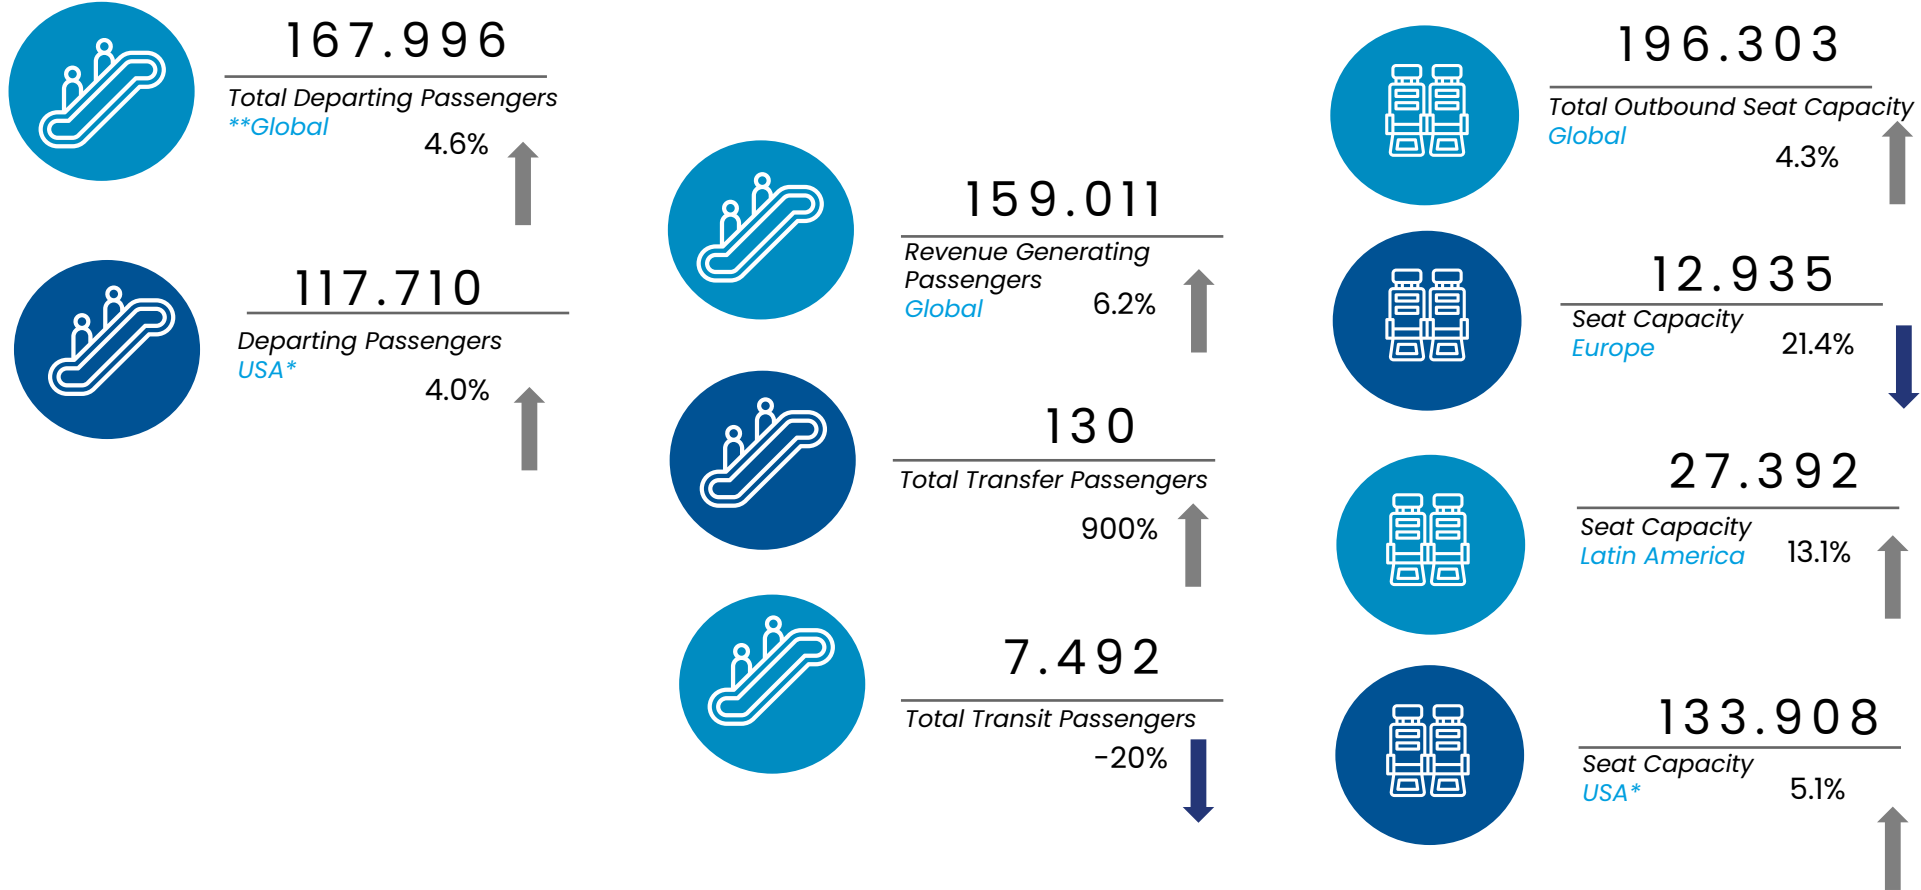 167.996
Total Departing Passengers
**Global
4.6%
117.710
Departing Passengers
USA*
4.0%
159.011
Revenue Generating
Passengers
Global
6.2%
130
Total Transfer Passengers
900%
7.492
Total Transit Passengers
-20%
196.303
Total Outbound Seat Capacity
Global
4.3%
12.935
Seat Capacity
Europe
21.4%
27.392
Seat Capacity
Latin America
13.1%
133.908
Seat Capacity
USA*
5.1%